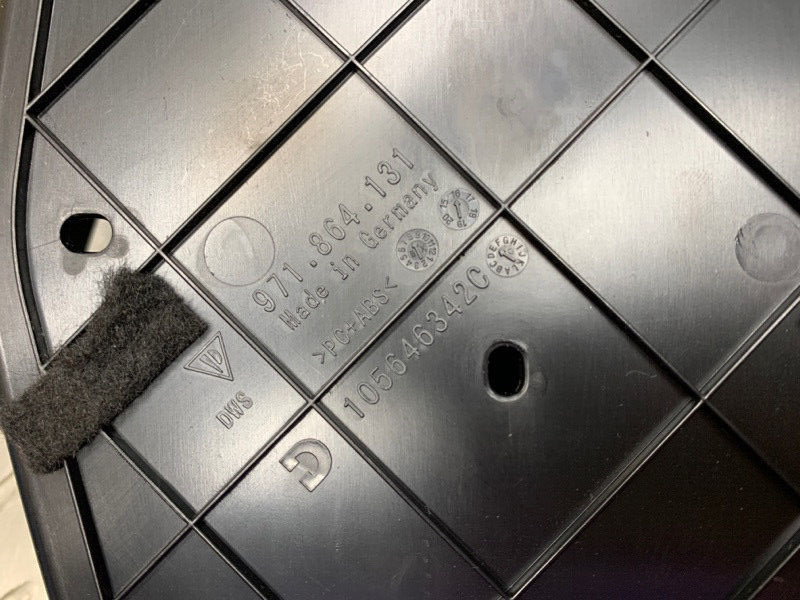 971.864.131
Made in Germany
>PC+ABS<
105646342C
DWS